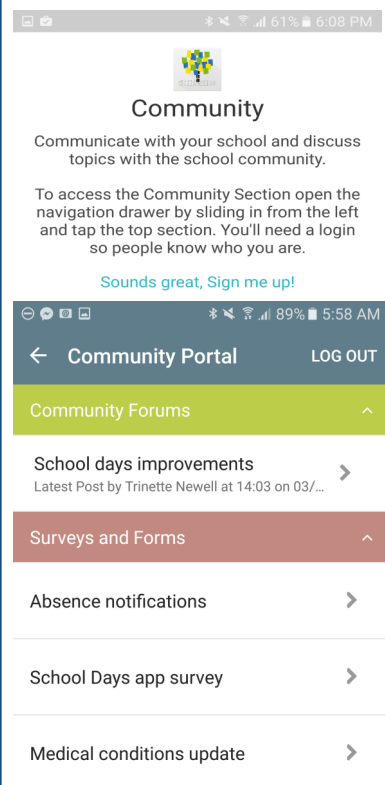 61% 6:08 PM
Community
Communicate with your school and discuss
topics with the school community.
To access the Community Section open the
navigation drawer by sliding in from the left
and tap the top section. You'll need a login
so people know who you are.
Sounds great, Sign me up!
89% 5:58 AM
Community Portal LOG OUT
Community Forums
School days improvements
Latest Post by Trinette Newell at 14:03 on 03/...
Surveys and Forms
Absence notifications
School Days app survey
Medical conditions update